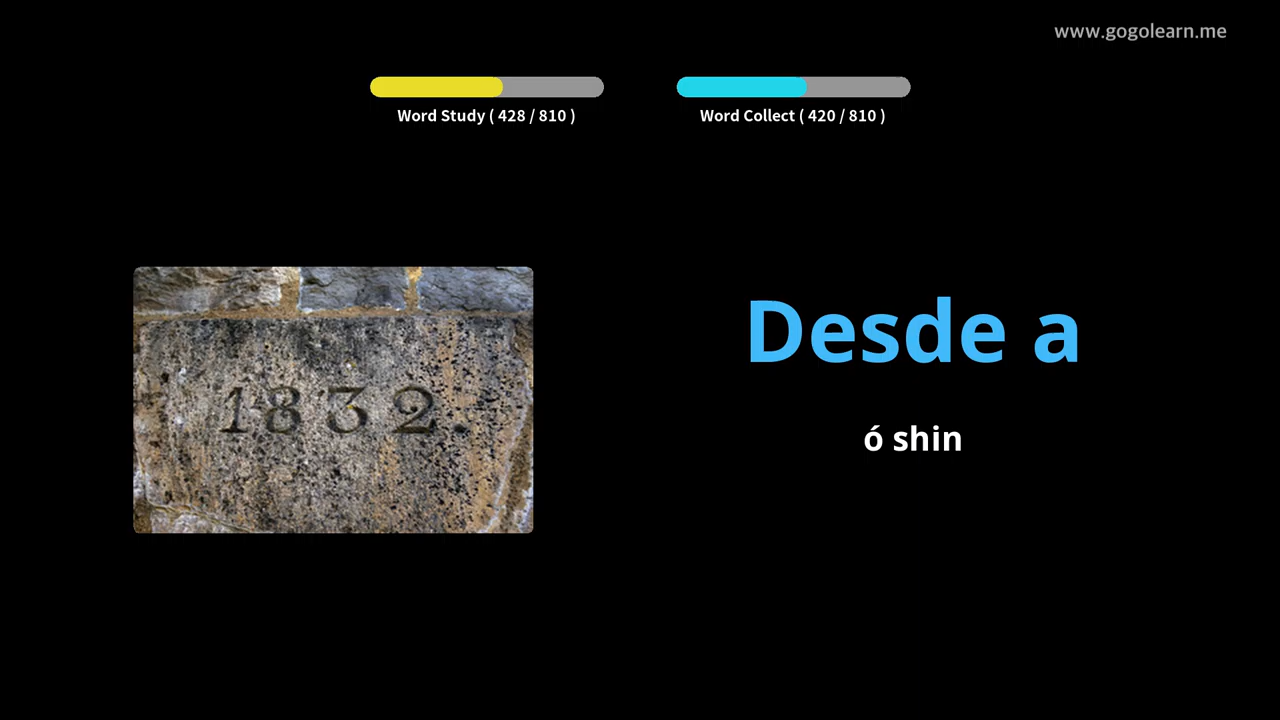 www.gogolearn.me
Word Study ( 428 / 810 )
Word Collect ( 420 / 810 )
1832.
Desde a
ó shin